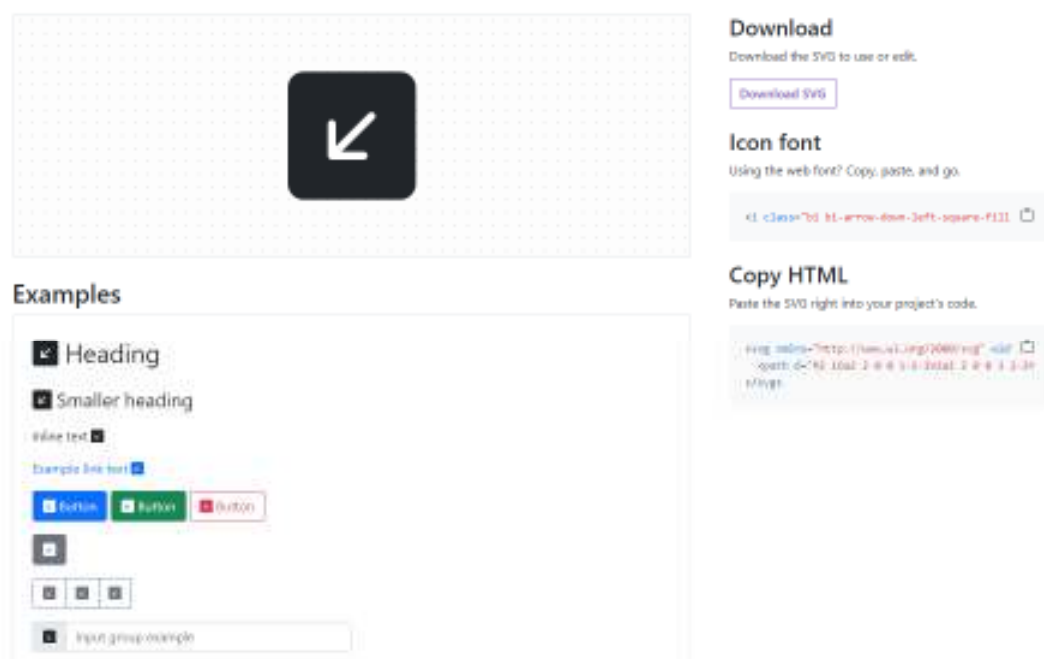 Download
Download the SVG to use or edit.
Download SVG
Icon font
Using the web font? Copy, paste, and go.
<i class="bi bi-arrow-down-left-square-fill
Copy HTML
Paste the SVG right into your project's code.
</svg>
Examples
Heading
Smaller heading
Inline text
Example link text
Button Button Button
Input group example